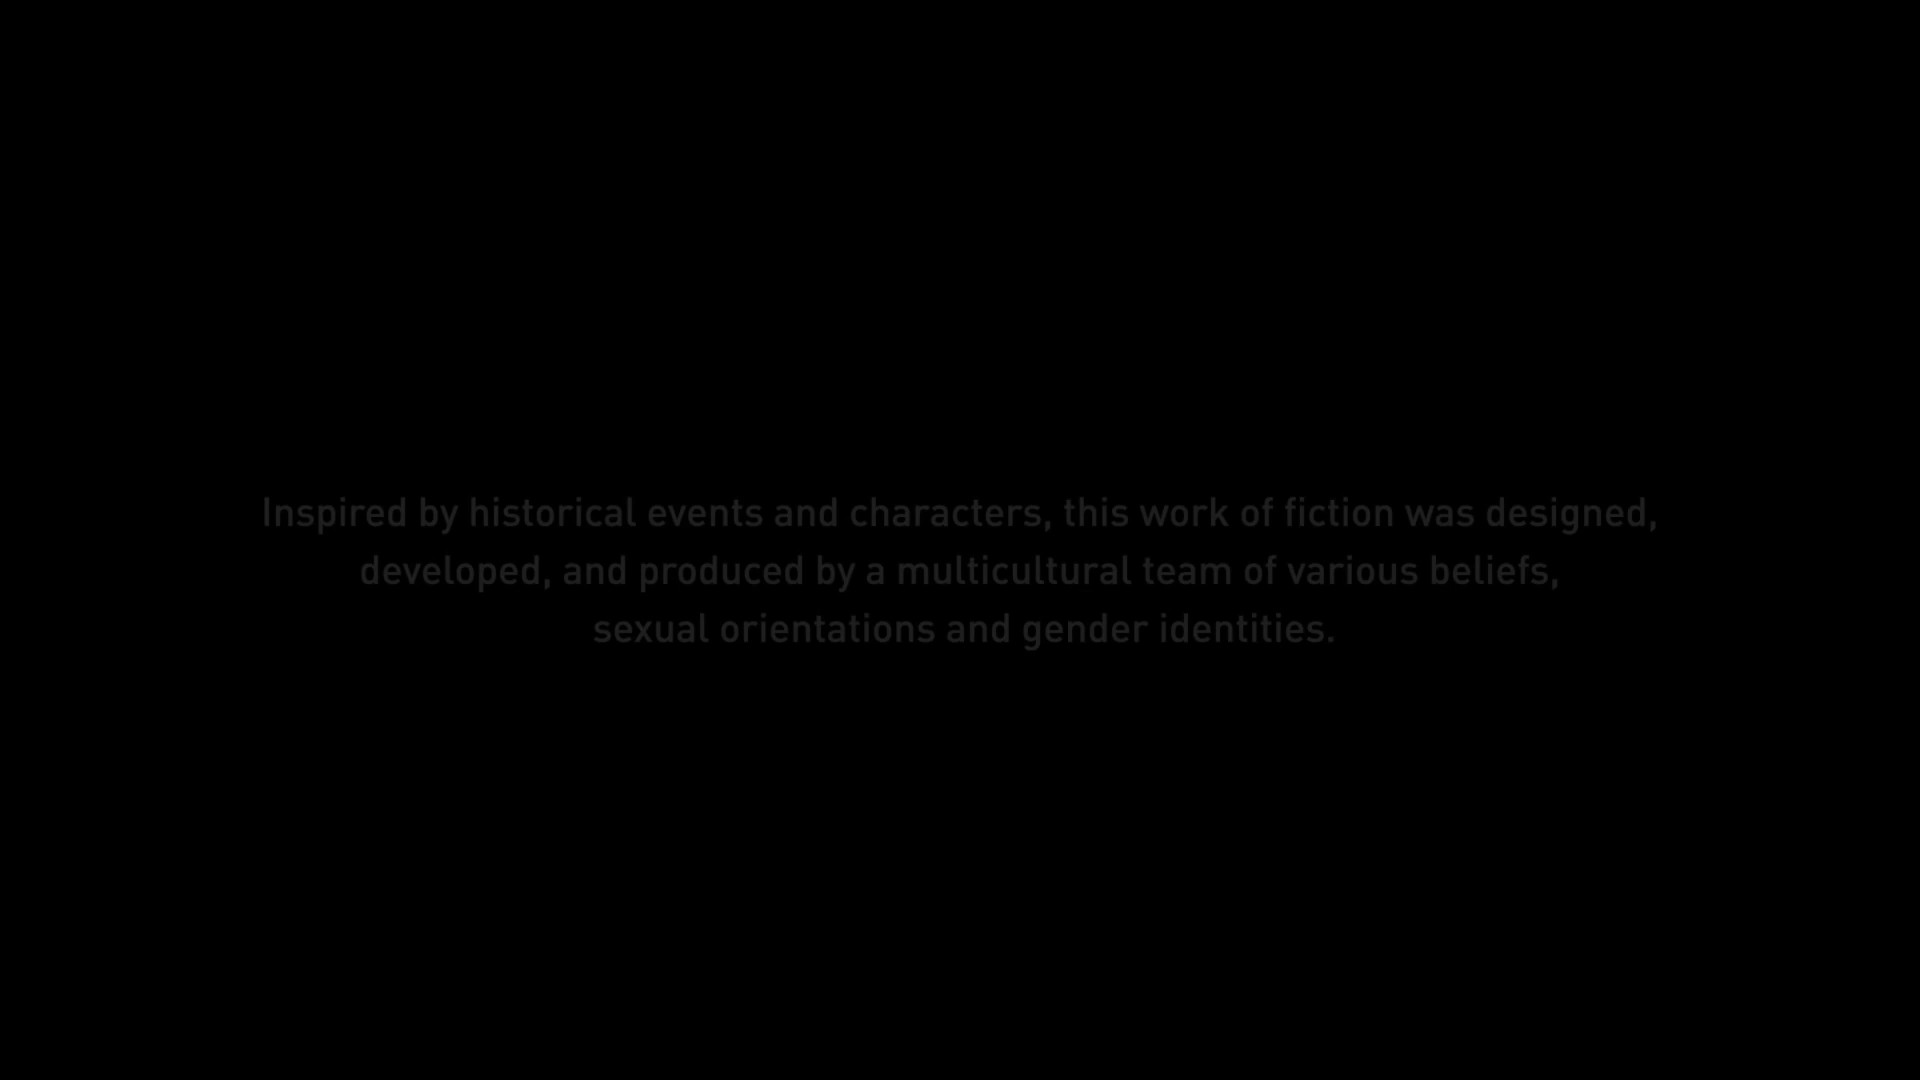 Inspired by historical events and characters, this work of fiction was designed,
developed, and produced by a multicultural team of various beliefs,
sexual orientations and gender identities.